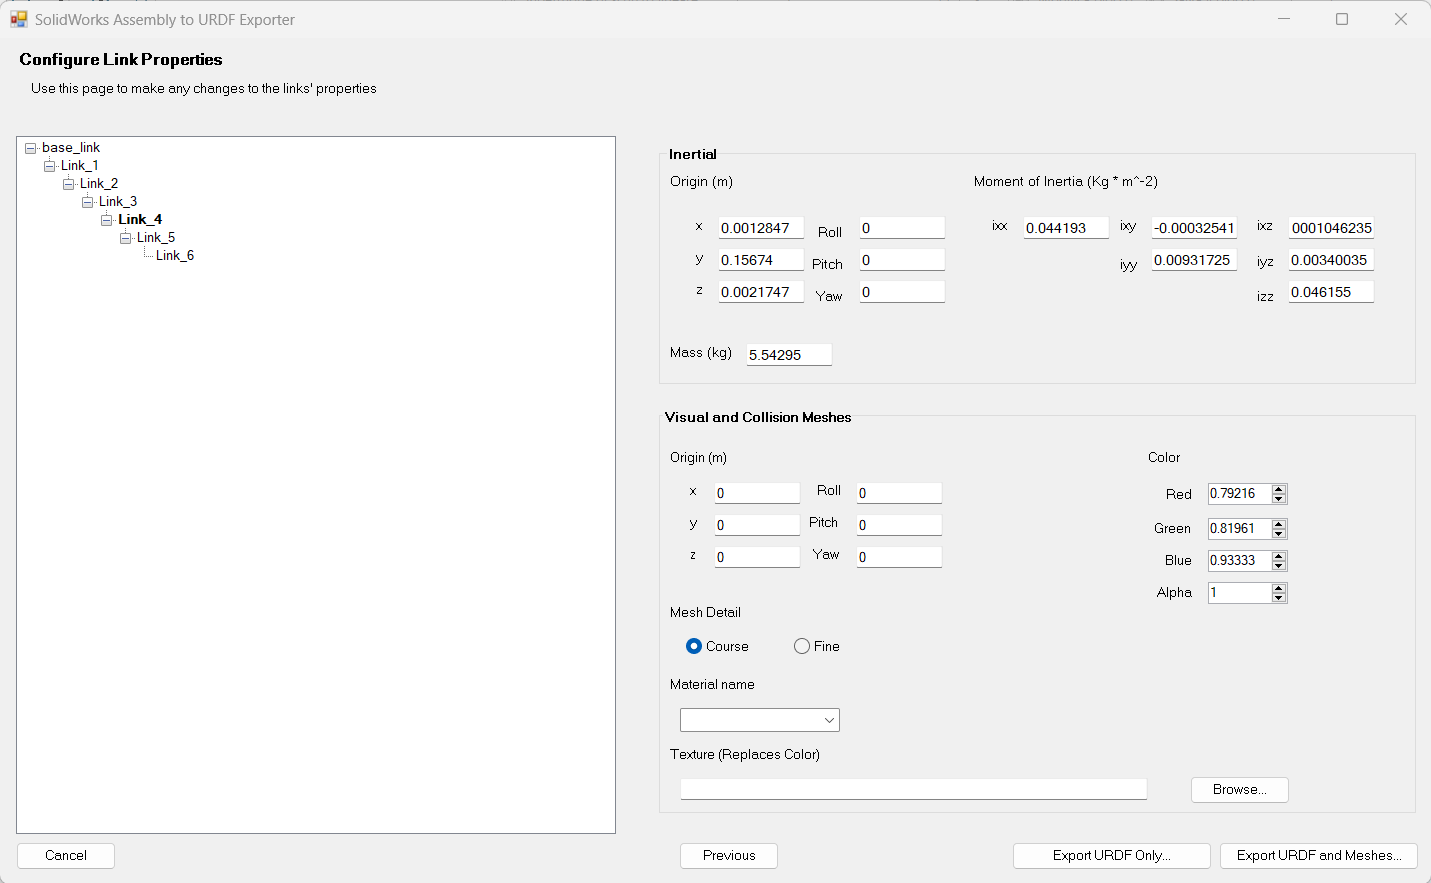 SolidWorks Assembly to URDF Exporter
Configure Link Properties
Use this page to make any changes to the links' properties
base_link
Link_1
Link_2
Link_3
Link_4
Link_5
Link_6
Inertial
Origin (m)
Moment of Inertia (Kg * m^-2)
x 0.0012847 Roll 0 ixx 0.044193 ixy -0.00032541 ixz 0001046235
y 0.15674 Pitch 0 iyy 0.00931725 iyz 0.00340035
z 0.0021747 Yaw 0 izz 0.046155
Mass (kg) 5.54295
Visual and Collision Meshes
Origin (m)
Color
x 0 Roll 0 Red 0.79216
y 0 Pitch 0 Green 0.81961
z 0 Yaw 0 Blue 0.93333
Alpha 1
Mesh Detail
Course Fine
Material name
Texture (Replaces Color)
Browse...
Cancel Previous Export URDF Only... Export URDF and Meshes...